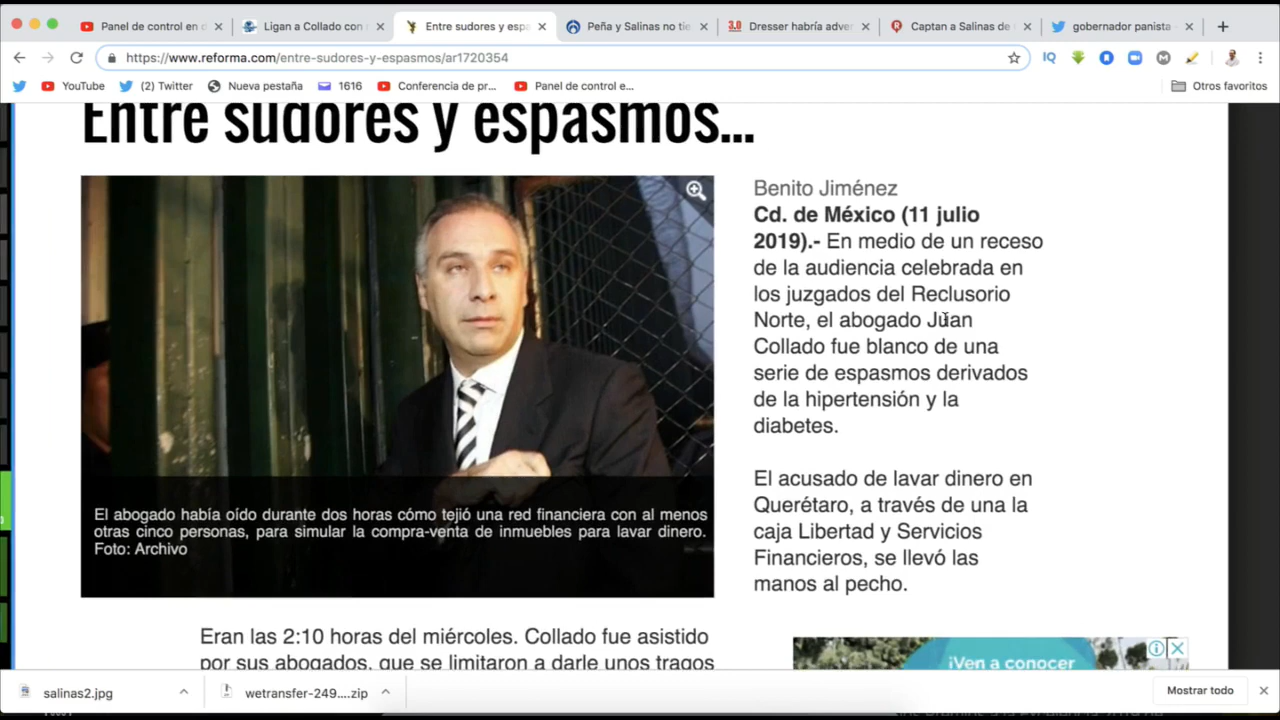 Panel de control en d
Ligan a Collado con
Entre sudores y espa
Peña y Salinas no tie
3.0 Dresser habría adver
Captan a Salinas de
gobernador panista -
https://www.reforma.com/entre-sudores-y-espasmos/ar1720354
IQ
YouTube
(2) Twitter
Nueva pestaña
1616
Conferencia de pr...
Panel de control e...
Otros favoritos
Entre sudores y espasmos...
Benito Jiménez
Cd. de México (11 julio
2019).- En medio de un receso
de la audiencia celebrada en
los juzgados del Reclusorio
Norte, el abogado Juan
Collado fue blanco de una
serie de espasmos derivados
de la hipertensión y la
diabetes.
El acusado de lavar dinero en
Querétaro, a través de una la
caja Libertad y Servicios
Financieros, se llevó las
manos al pecho.
El abogado había oído durante dos horas cómo tejió una red financiera con al menos
otras cinco personas, para simular la compra-venta de inmuebles para lavar dinero.
Foto: Archivo
Eran las 2:10 horas del miércoles. Collado fue asistido
por sus abogados, que se limitaron a darle unos tragos
¡Ven a conocer
salinas2.jpg
wetransfer-249....zip
Mostrar todo